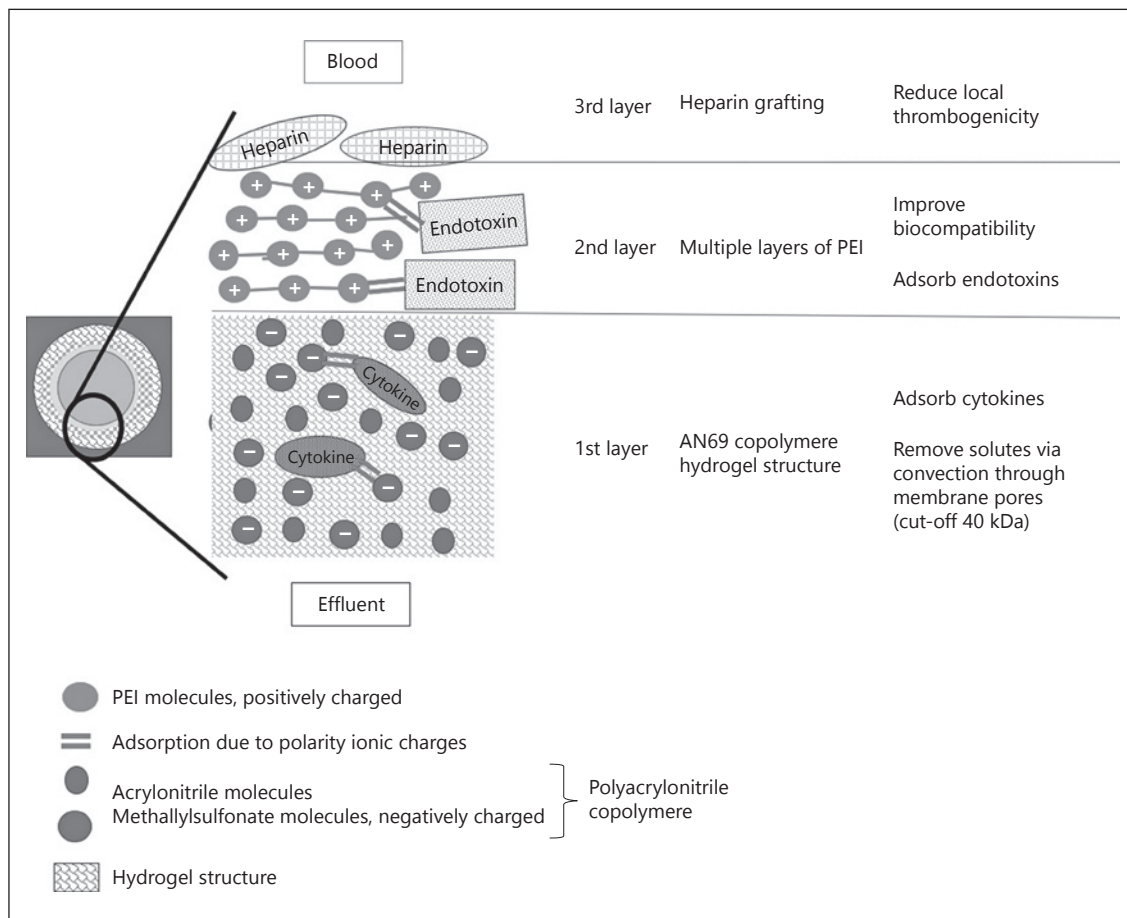 Blood
3rd layer
Heparin grafting
Reduce local
thrombogenicity
Heparin
Heparin
+ + + +
+ + + +
+ + + +
+ + +
Endotoxin
Endotoxin
2nd layer
Multiple layers of PEI
Improve
biocompatibility
Adsorb endotoxins
Cytokine
Cytokine
− − − − − − − − − − − −
1st layer
AN69 copolymere
hydrogel structure
Adsorb cytokines
Remove solutes via
convection through
membrane pores
(cut-off 40 kDa)
Effluent
PEI molecules, positively charged
Adsorption due to polarity ionic charges
Acrylonitrile molecules
Methallylsulfonate molecules, negatively charged
Polyacrylonitrile
copolymere
Hydrogel structure